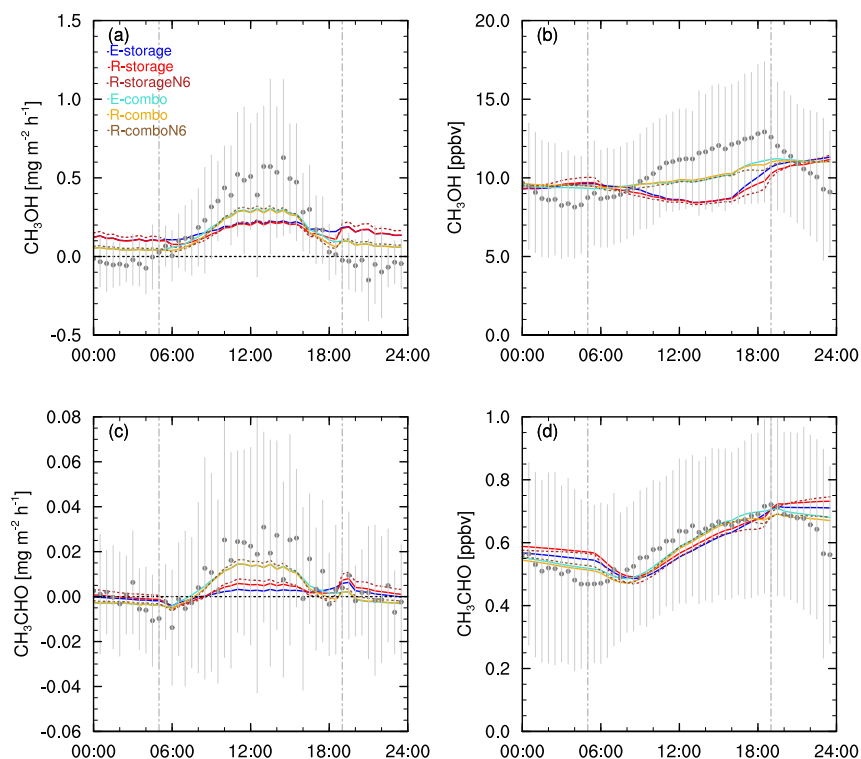 (a)
E-storage
R-storage
R-storageN6
E-combo
R-combo
R-comboN6
1.5
1.0
0.5
0.0
-0.5
CH₃OH [mg m⁻² h⁻¹]
00:00 06:00 12:00 18:00 24:00
(b)
20.0
15.0
10.0
5.0
0.0
CH₃OH [ppbv]
00:00 06:00 12:00 18:00 24:00
(c)
0.08
0.06
0.04
0.02
0.00
-0.02
-0.04
-0.06
CH₃CHO [mg m⁻² h⁻¹]
00:00 06:00 12:00 18:00 24:00
(d)
1.0
0.8
0.6
0.4
0.2
0.0
CH₃CHO [ppbv]
00:00 06:00 12:00 18:00 24:00